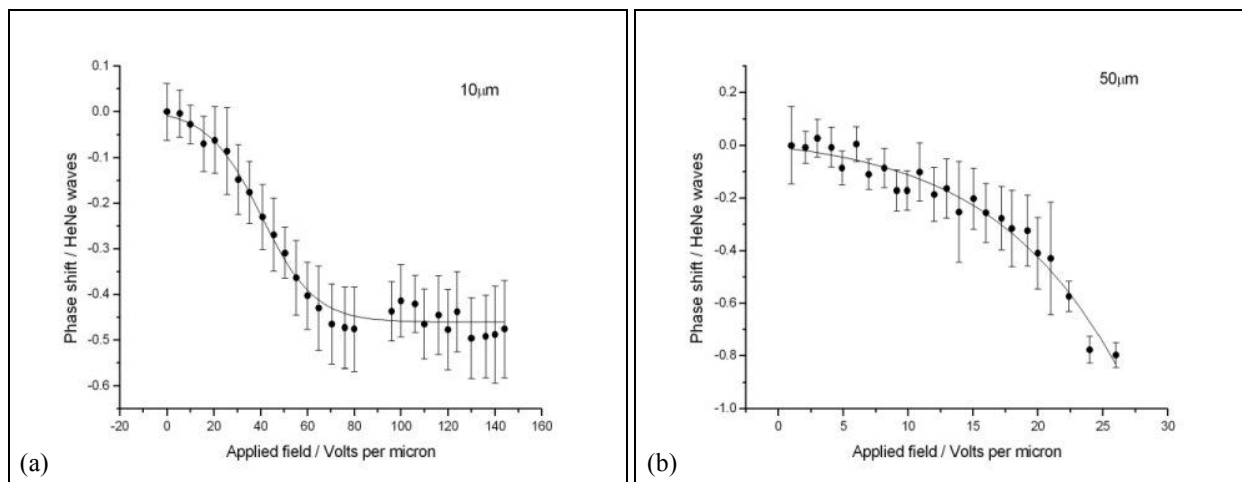 0.1
10μm
0.0
-0.1
-0.2
-0.3
-0.4
-0.5
-0.6
Phase shift / HeNe waves
-20 0 20 40 60 80 100 120 140 160
Applied field / Volts per micron
(a)
0.2
50μm
0.0
-0.2
-0.4
-0.6
-0.8
-1.0
Phase shift / HeNe waves
0 5 10 15 20 25 30
Applied field / Volts per micron
(b)